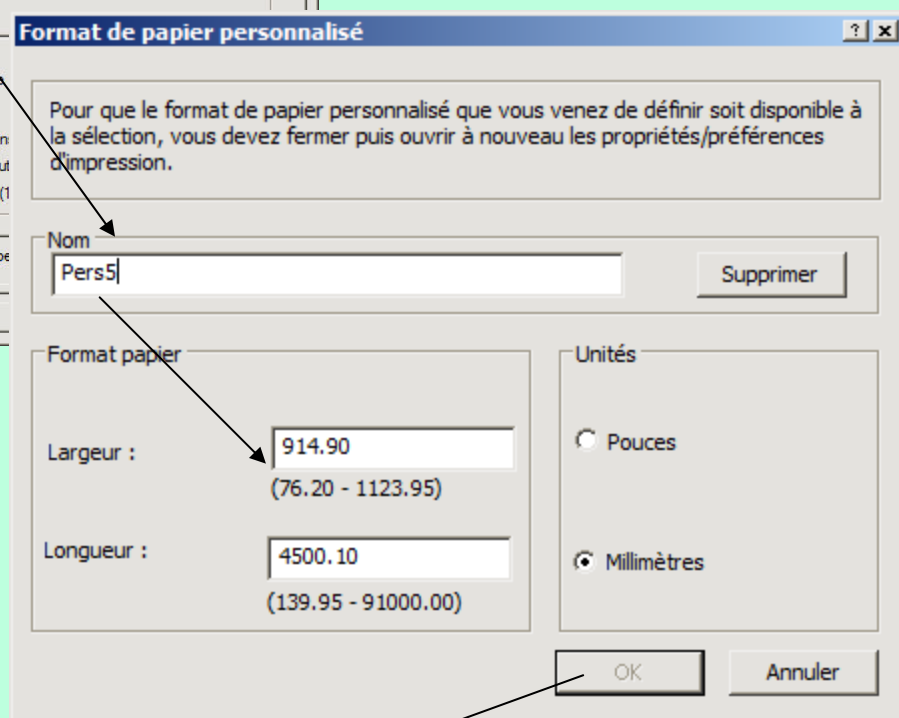 Format de papier personnalisé
Pour que le format de papier personnalisé que vous venez de définir soit disponible à
la sélection, vous devez fermer puis ouvrir à nouveau les propriétés/préférences
d'impression.
Nom
Pers5
Supprimer
Format papier
Unités
Largeur :
914.90
(76.20 - 1123.95)
Pouces
Longueur :
4500.10
(139.95 - 91000.00)
Millimètres
OK
Annuler